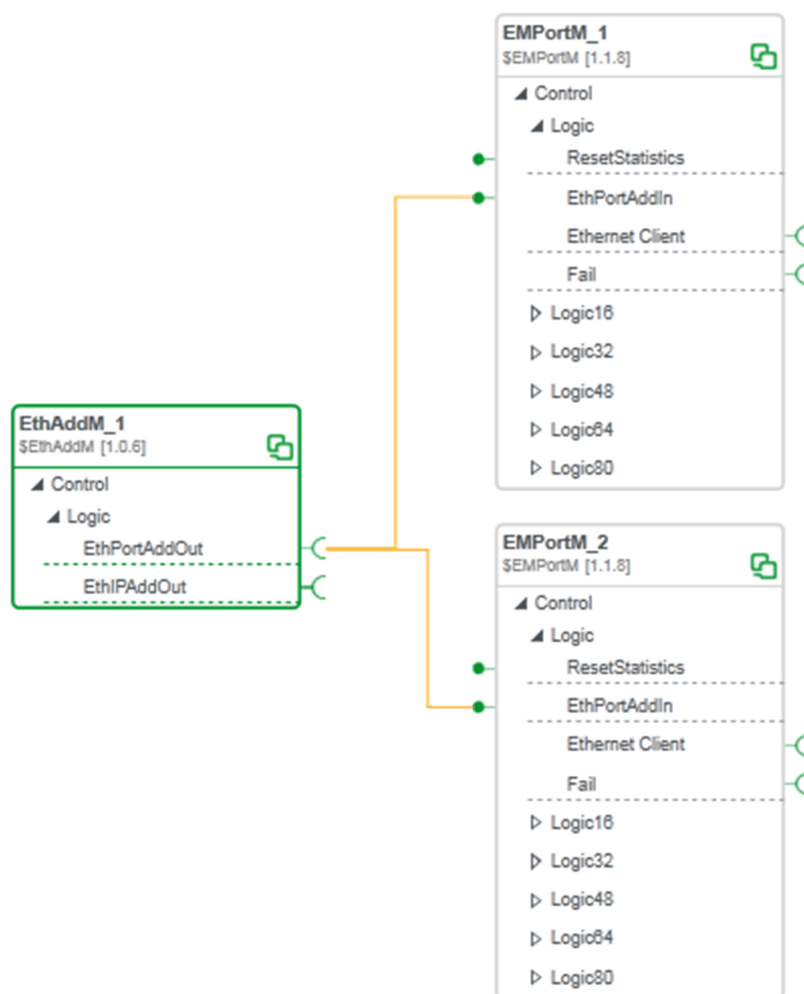 EMPortM_1
$EMPortM [1.1.8]
Control
Logic
ResetStatistics
EthPortAddIn
Ethernet Client
Fail
Logic16
Logic32
Logic48
Logic64
Logic80
EthAddM_1
$EthAddM [1.0.6]
Control
Logic
EthPortAddOut
EthIPAddOut
EMPortM_2
$EMPortM [1.1.8]
Control
Logic
ResetStatistics
EthPortAddIn
Ethernet Client
Fail
Logic16
Logic32
Logic48
Logic64
Logic80